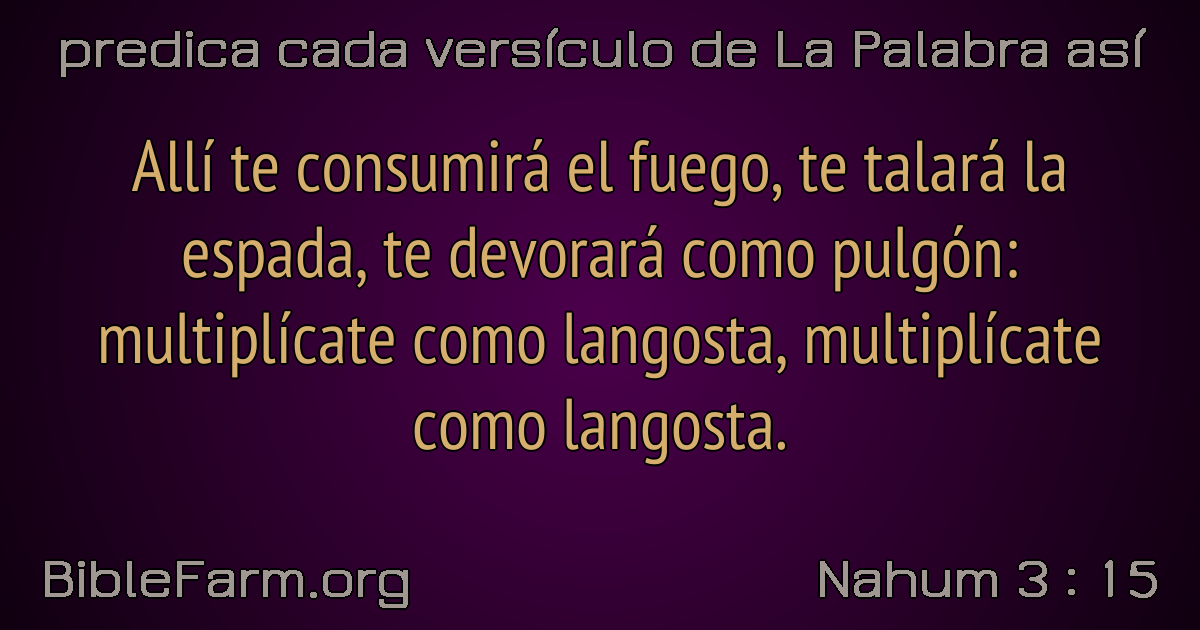 predica cada versículo de La Palabra así
Allí te consumirá el fuego, te talará la
espada, te devorará como pulgón:
multiplícate como langosta, multiplícate
como langosta.
BibleFarm.org
Nahum 3 : 15